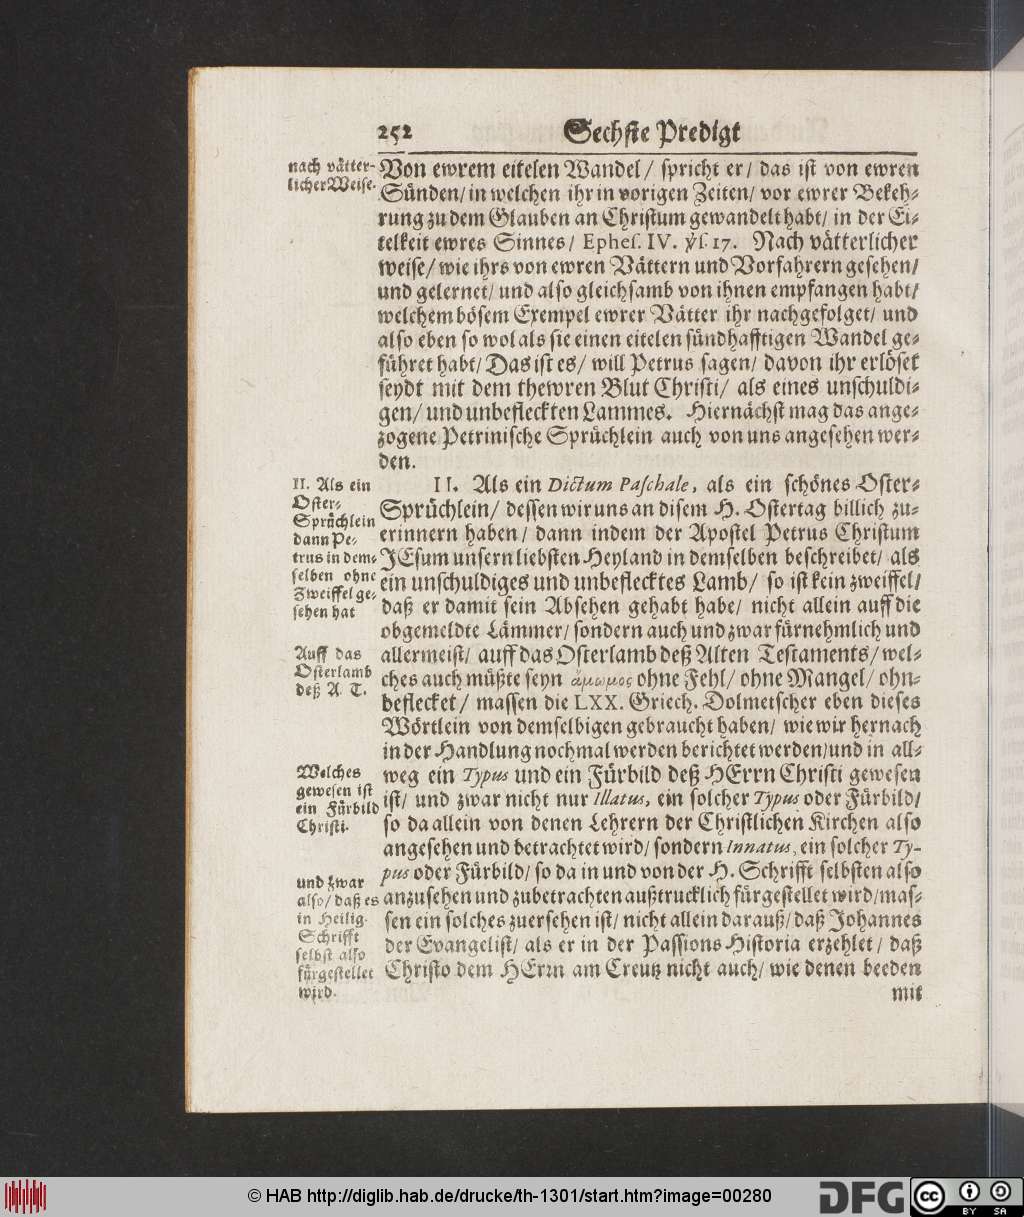 252 Sechste Predigt
nach vätter-
licher Weise.
Von ewrem eitelen Wandel / spricht er / das ist von ewren
Sünden / in welchen ihr in vorigen Zeiten / vor ewrer Bekeh-
rung zu dem Glauben an Christum gewandelt habt / in der Ei-
telkeit ewres Sinnes / Ephes. IV. ℣s. 17. Nach vätterlicher
weise / wie ihrs von ewren Vättern und Vorfahrern gesehen /
und gelernet / und also gleichsamb von ihnen empfangen habt /
welchem bösem Exempel ewrer Vätter ihr nachgefolget / und
also eben so wol als sie einen eitelen sündhafftigen Wandel ge-
führet habt / Das ist es / will Petrus sagen / davon ihr erlöset
seydt mit dem thewren Blut Christi / als eines unschuldi-
gen / und unbefleckten Lammes. Hiernächst mag das ange-
zogene Petrinische Sprüchlein auch von uns angesehen wer-
den.
II. Als ein
Oster-
Sprüchlein
dann Pe-
trus in dem-
selben ohne
Zweiffel ge-
sehen hat
II. Als ein Dictum Paschale, als ein schönes Oster-
Sprüchlein / dessen wir uns an disem H. Ostertag billich zu-
erinnern haben / dann indem der Apostel Petrus Christum
JEsum unsern liebsten Heyland in demselben beschreibet / als
ein unschuldiges und unbeflecktes Lamb / so ist kein zweiffel /
daß er damit sein Absehen gehabt habe / nicht allein auff die
obgemeldte Lämmer / sondern auch und zwar fürnehmlich und
Auff das
Osterlamb
deß A. T.
allermeist / auff das Osterlamb deß Alten Testaments / wel-
ches auch müßte seyn ἄμωμος ohne Fehl / ohne Mangel / ohn-
beflecket / massen die LXX. Griech. Dolmetscher eben dieses
Wörtlein von demselbigen gebraucht haben / wie wir hernach
in der Handlung nochmal werden berichtet werden / und in all-
Welches
gewesen ist
ein Fürbild
Christi.
weg ein Typus und ein Fürbild deß HErrn Christi gewesen
ist / und zwar nicht nur Illatus, ein solcher Typus oder Fürbild /
so da allein von denen Lehrern der Christlichen Kirchen also
angesehen und betrachtet wird / sondern Innatus, ein solcher Ty-
pus oder Fürbild / so da in und von der H. Schrifft selbsten also
und zwar
also / daß es
in Heilig.
Schrifft
selbst also
fürgestellet
wird.
anzusehen und zubetrachten außtrucklich fürgestellet wird / mas-
sen ein solches zuersehen ist / nicht allein darauß / daß Johannes
der Evangelist / als er in der Passions Historia erzehlet / daß
Christo dem HErrn am Creutz nicht auch / wie denen beeden
mit
© HAB http://diglib.hab.de/drucke/th-1301/start.htm?image=00280
DFG
cc BY SA